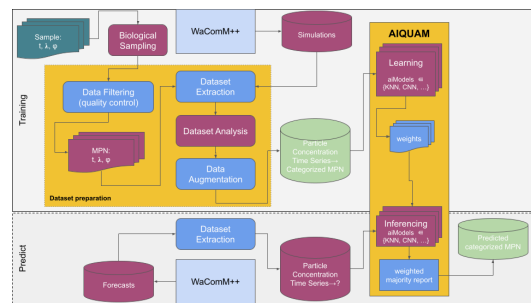 Sample:
t, λ, φ
Biological
Sampling
WaComM++
Simulations
AIQUAM
Learning
aiModels ∈
{KNN, CNN, ...}
Training
Data Filtering
(quality control)
Dataset
Extraction
Dataset Analysis
MPN:
t, λ, φ
Data
Augmentation
Particle
Concentration
Time Series→
Categorized MPN
weights
Dataset preparation
Predict
Dataset
Extraction
Forecasts
WaComM++
Particle
Concentration
Time Series→?
Inferencing
aiModels ∈
{KNN, CNN, ...}
weighted
majority report
Predicted
categorized MPN